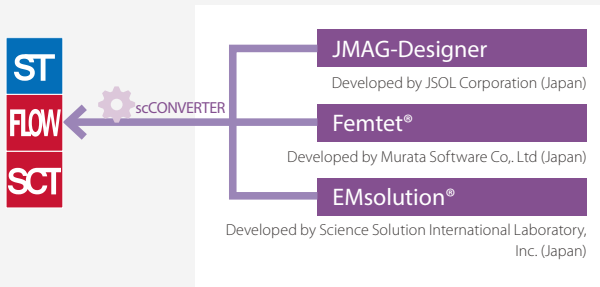 ST
FLOW
SCT
scCONVERTER
JMAG-Designer
Developed by JSOL Corporation (Japan)
Femtet®
Developed by Murata Software Co,. Ltd (Japan)
EMsolution®
Developed by Science Solution International Laboratory,
Inc. (Japan)